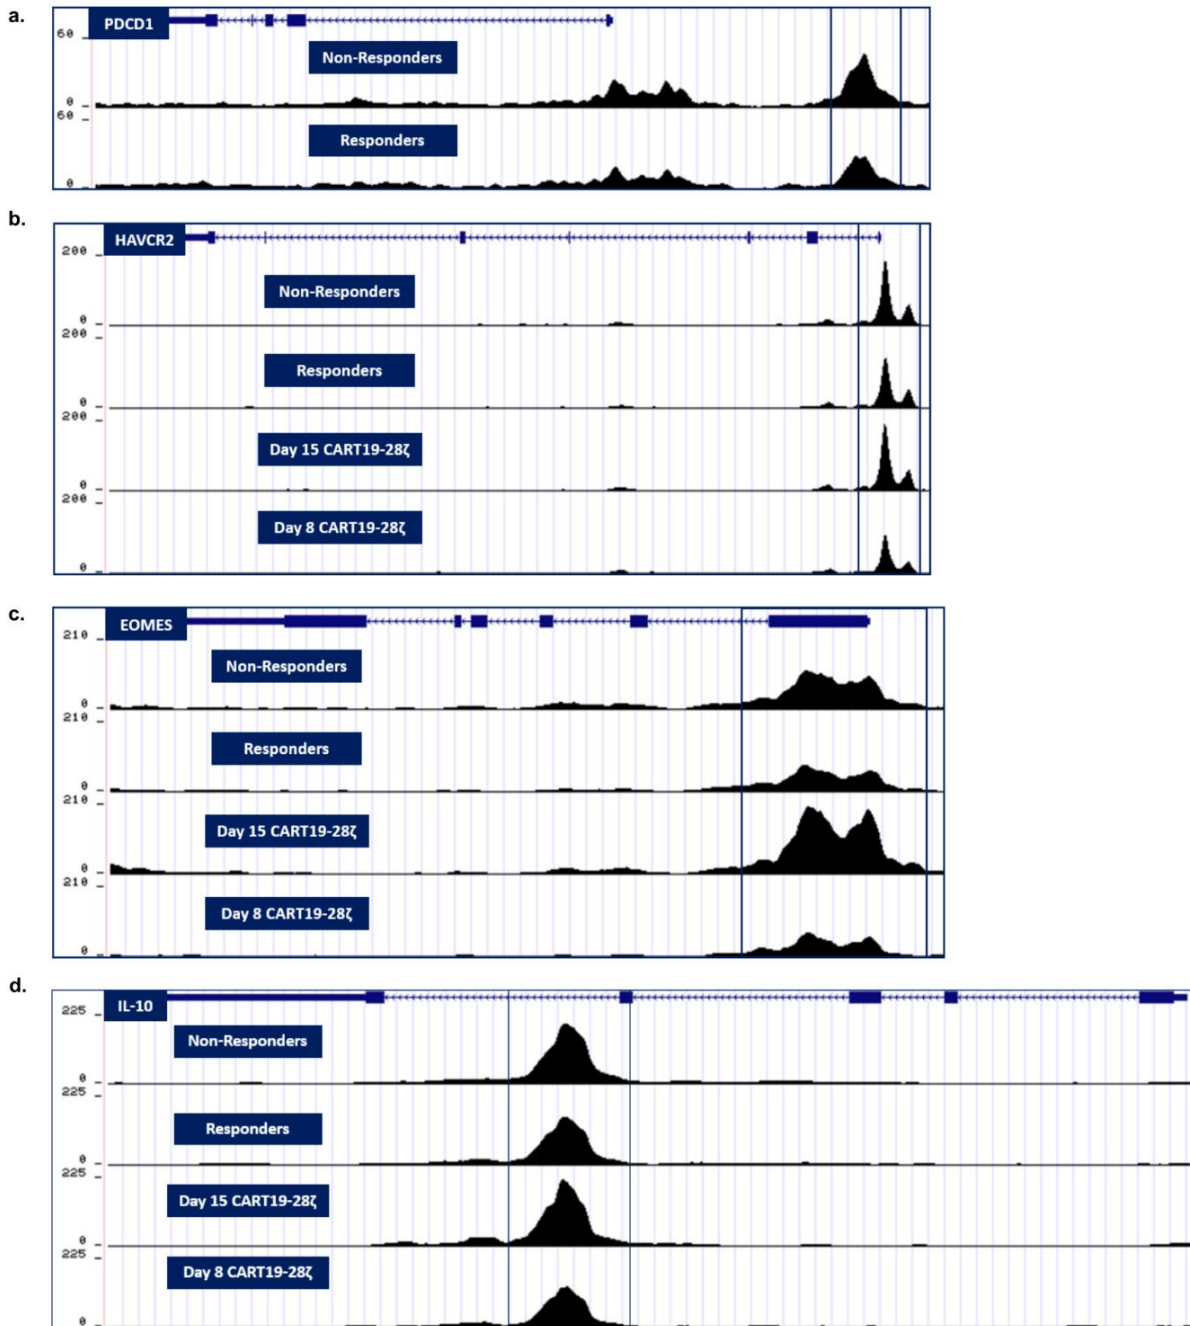 a.
PDCD1
60
Non-Responders
0
60
Responders
0
b.
HAVCR2
200
Non-Responders
0
200
Responders
0
200
Day 15 CART19-28ζ
0
200
Day 8 CART19-28ζ
0
c.
EOMES
210
Non-Responders
0
210
Responders
0
210
Day 15 CART19-28ζ
0
210
Day 8 CART19-28ζ
0
d.
IL-10
225
Non-Responders
0
225
Responders
0
225
Day 15 CART19-28ζ
0
225
Day 8 CART19-28ζ
0